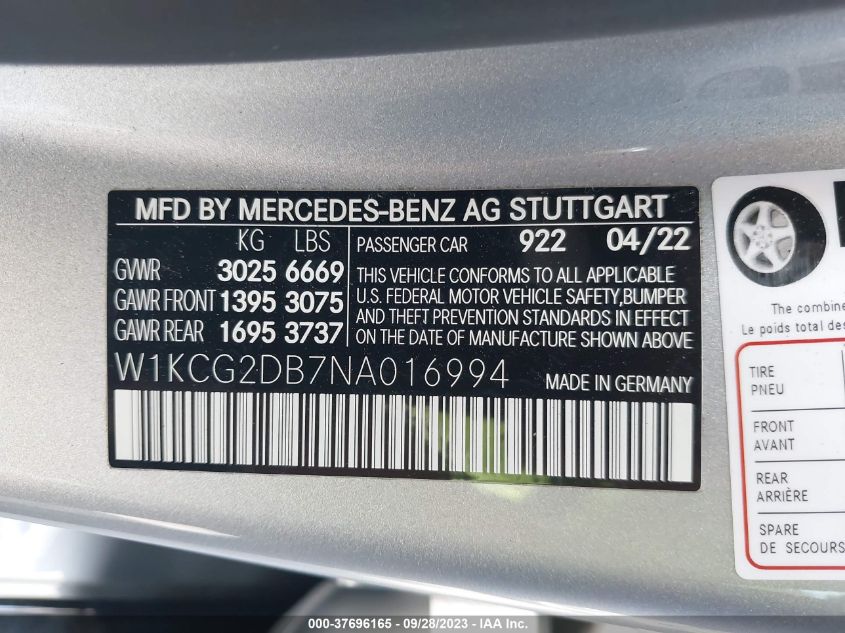 MFD BY MERCEDES-BENZ AG STUTTGART
KG LBS
GVWR 3025 6669
GAWR FRONT 1395 3075
GAWR REAR 1695 3737
PASSENGER CAR 922 04/22
THIS VEHICLE CONFORMS TO ALL APPLICABLE
U.S. FEDERAL MOTOR VEHICLE SAFETY,BUMPER
AND THEFT PREVENTION STANDARDS IN EFFECT
ON THE DATE OF MANUFACTURE SHOWN ABOVE
W1KCG2DB7NA016994 MADE IN GERMANY
The combine
Le poids total des
TIRE
PNEU
FRONT
AVANT
REAR
ARRIÈRE
SPARE
DE SECOURS
000-37696165 - 09/28/2023 - IAA Inc.